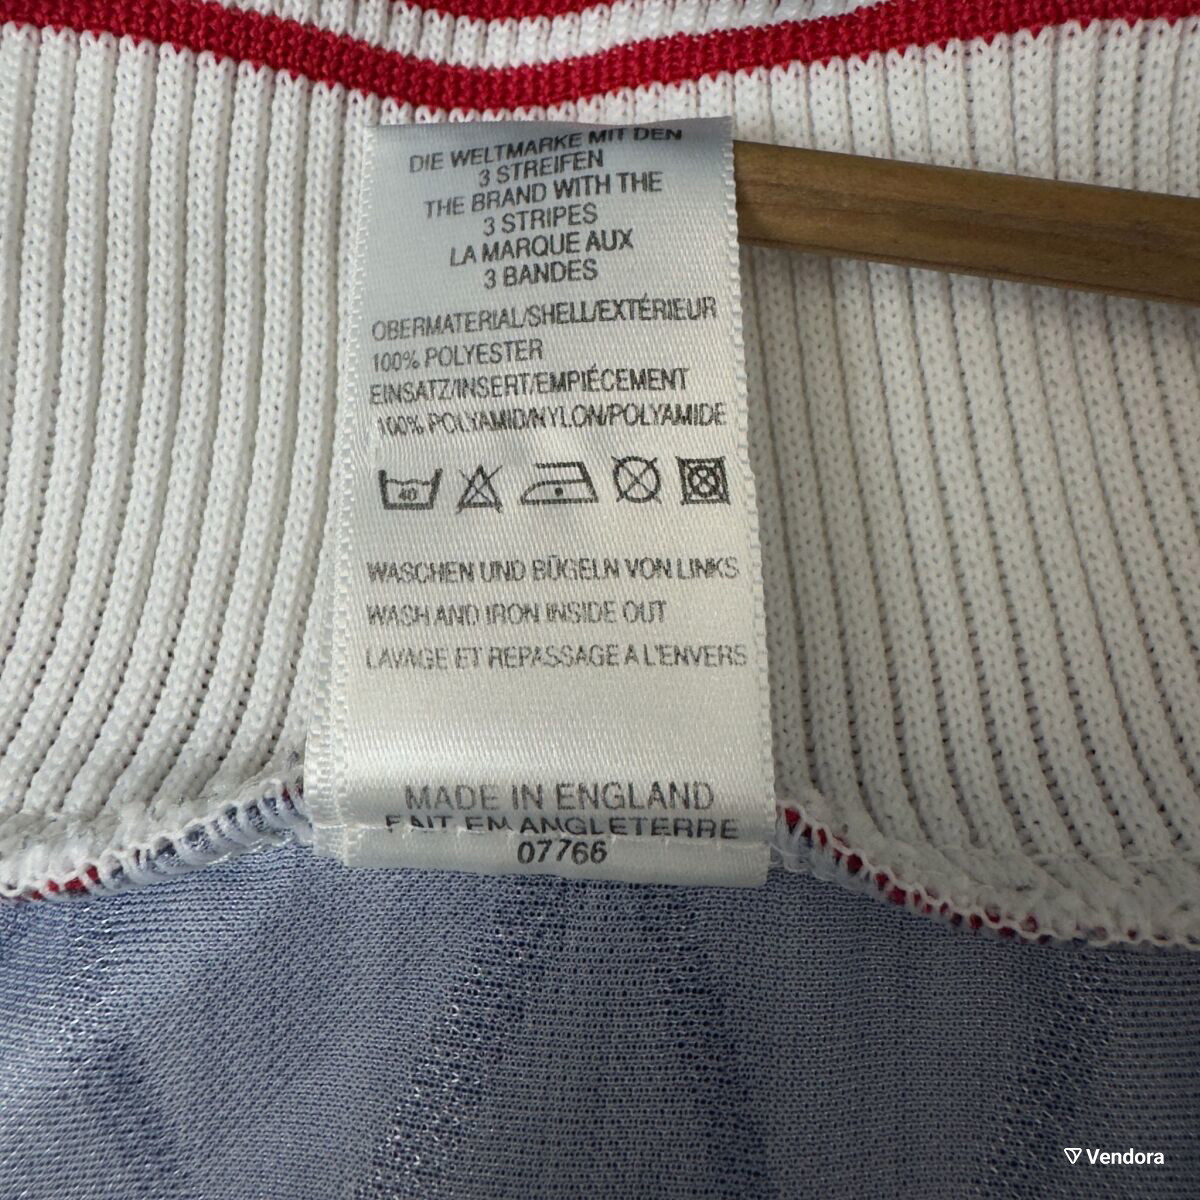 DIE WELTMARKE MIT DEN
3 STREIFEN
THE BRAND WITH THE
3 STRIPES
LA MARQUE AUX
3 BANDES
OBERMATERIAL/SHELL/EXTÉRIEUR
100% POLYESTER
EINSATZ/INSERT/EMPIÉCEMENT
100% POLYAMID/NYLON/POLYAMIDE
40
WASCHEN UND BÜGELN VON LINKS
WASH AND IRON INSIDE OUT
LAVAGE ET REPASSAGE A L'ENVERS
MADE IN ENGLAND
FAIT EM ANGLETERRE
07766
Vendora